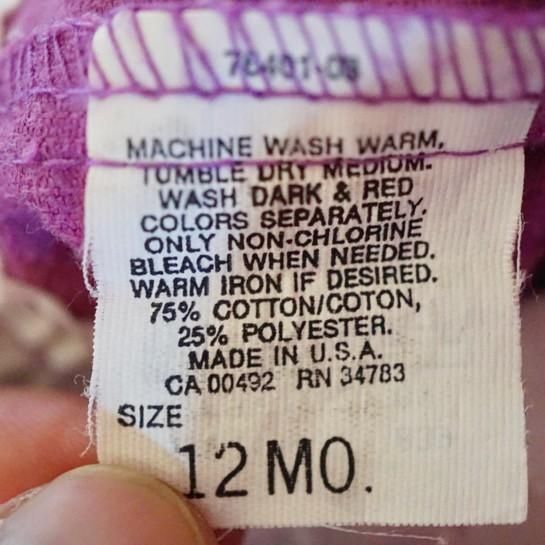 76401-08
MACHINE WASH WARM.
TUMBLE DRY MEDIUM.
WASH DARK & RED
COLORS SEPARATELY.
ONLY NON-CHLORINE
BLEACH WHEN NEEDED.
WARM IRON IF DESIRED.
75% COTTON/COTON,
25% POLYESTER.
MADE IN U.S.A.
CA 00492 RN 34783
SIZE
12 MO.